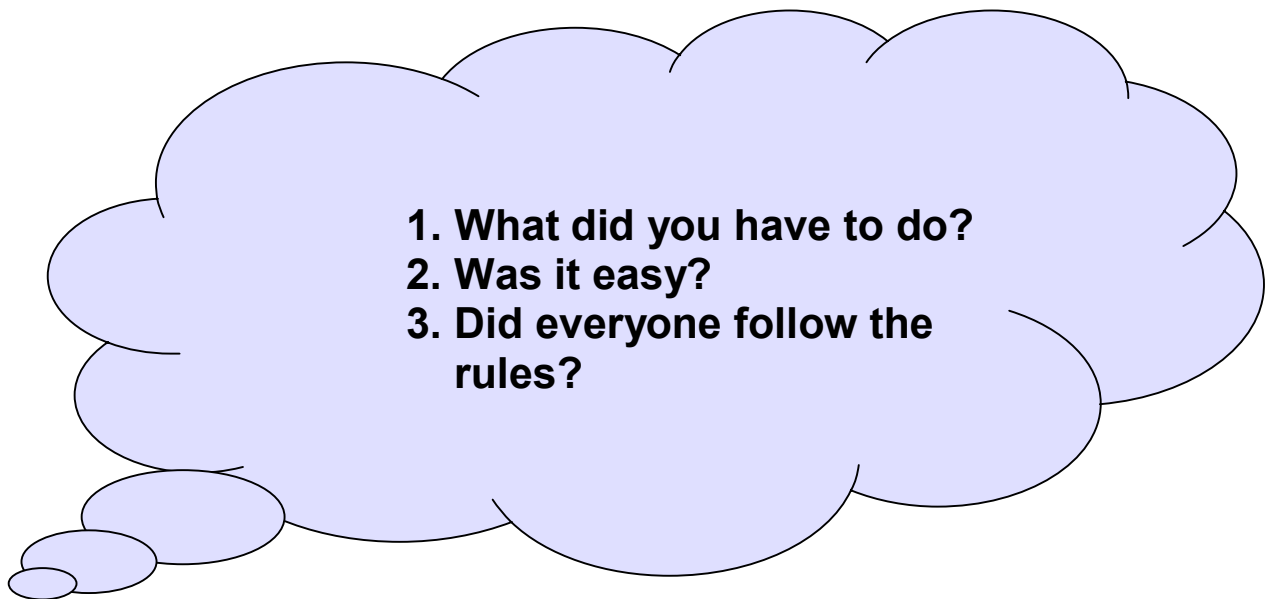 1. What did you have to do?
2. Was it easy?
3. Did everyone follow the
rules?